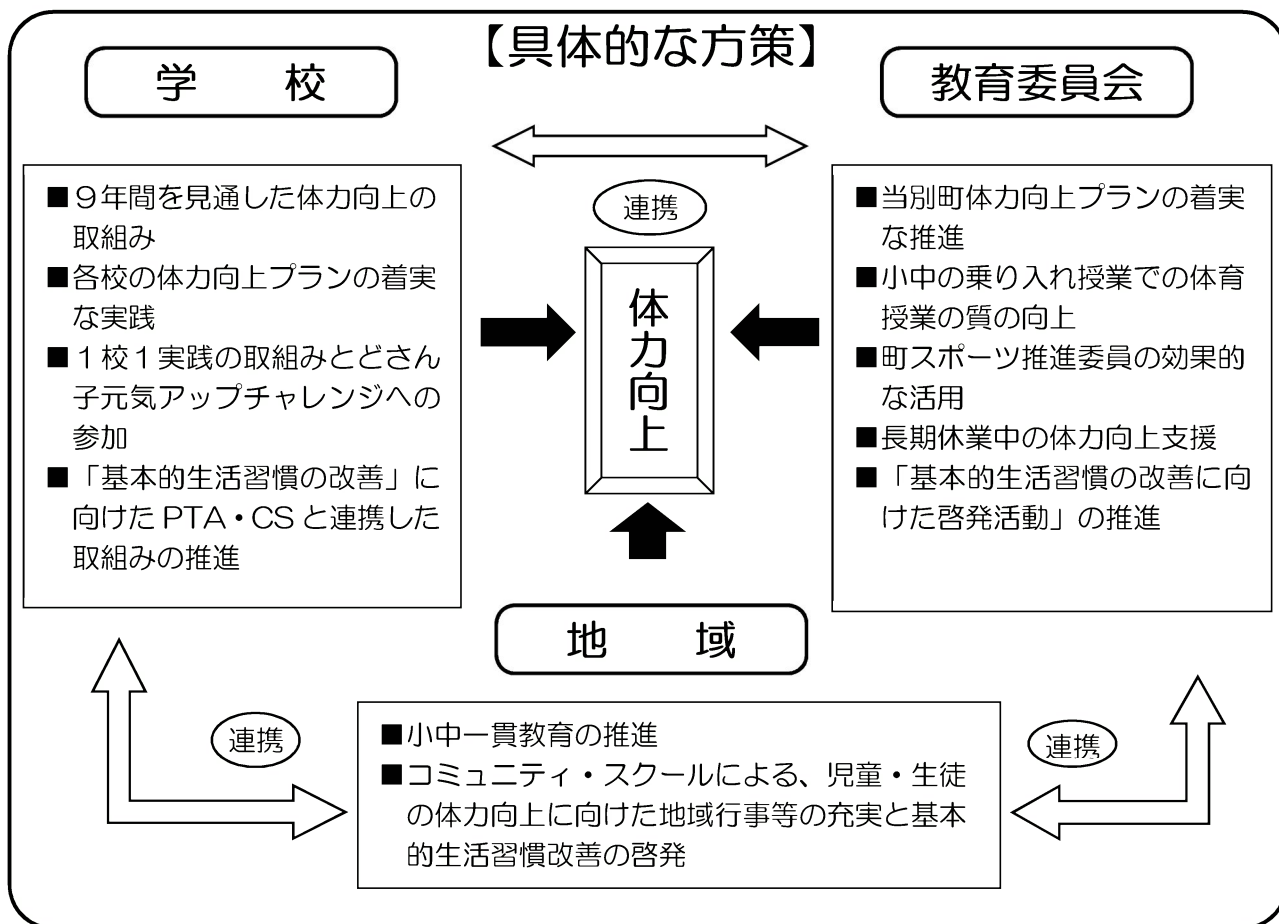 【具体的な方策】
学　校
教育委員会
■９年間を見通した体力向上の
取組み
■各校の体力向上プランの着実
な実践
■１校１実践の取組みとどさん
子元気アップチャレンジへの
参加
■「基本的生活習慣の改善」に
向けた PTA・CS と連携した
取組みの推進
連携
体力向上
■当別町体力向上プランの着実
な推進
■小中の乗り入れ授業での体育
授業の質の向上
■町スポーツ推進委員の効果的
な活用
■長期休業中の体力向上支援
■「基本的生活習慣の改善に向
けた啓発活動」の推進
地　域
連携
■小中一貫教育の推進
■コミュニティ・スクールによる、児童・生徒
の体力向上に向けた地域行事等の充実と基本
的生活習慣改善の啓発
連携